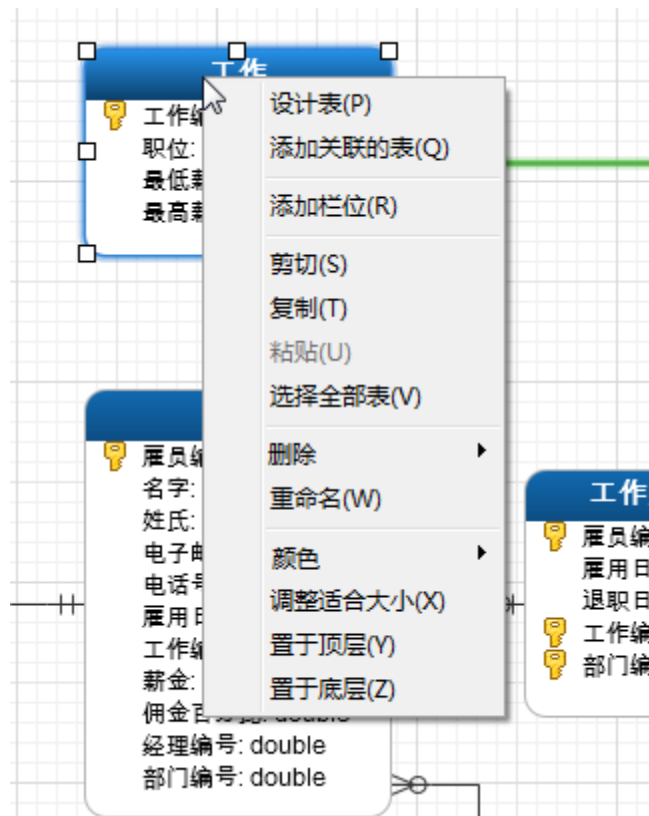 工作
工作编
职位:
最低薪
最高薪
设计表(P)
添加关联的表(Q)
添加栏位(R)
剪切(S)
复制(T)
粘贴(U)
选择全部表(V)
删除
重命名(W)
颜色
调整适合大小(X)
置于顶层(Y)
置于底层(Z)
雇员编
名字:
姓氏:
电子邮
电话号
雇用日
工作编
薪金:
佣金百分比: double
经理编号: double
部门编号: double
工作
雇员编
雇用日
退职日
工作编
部门编